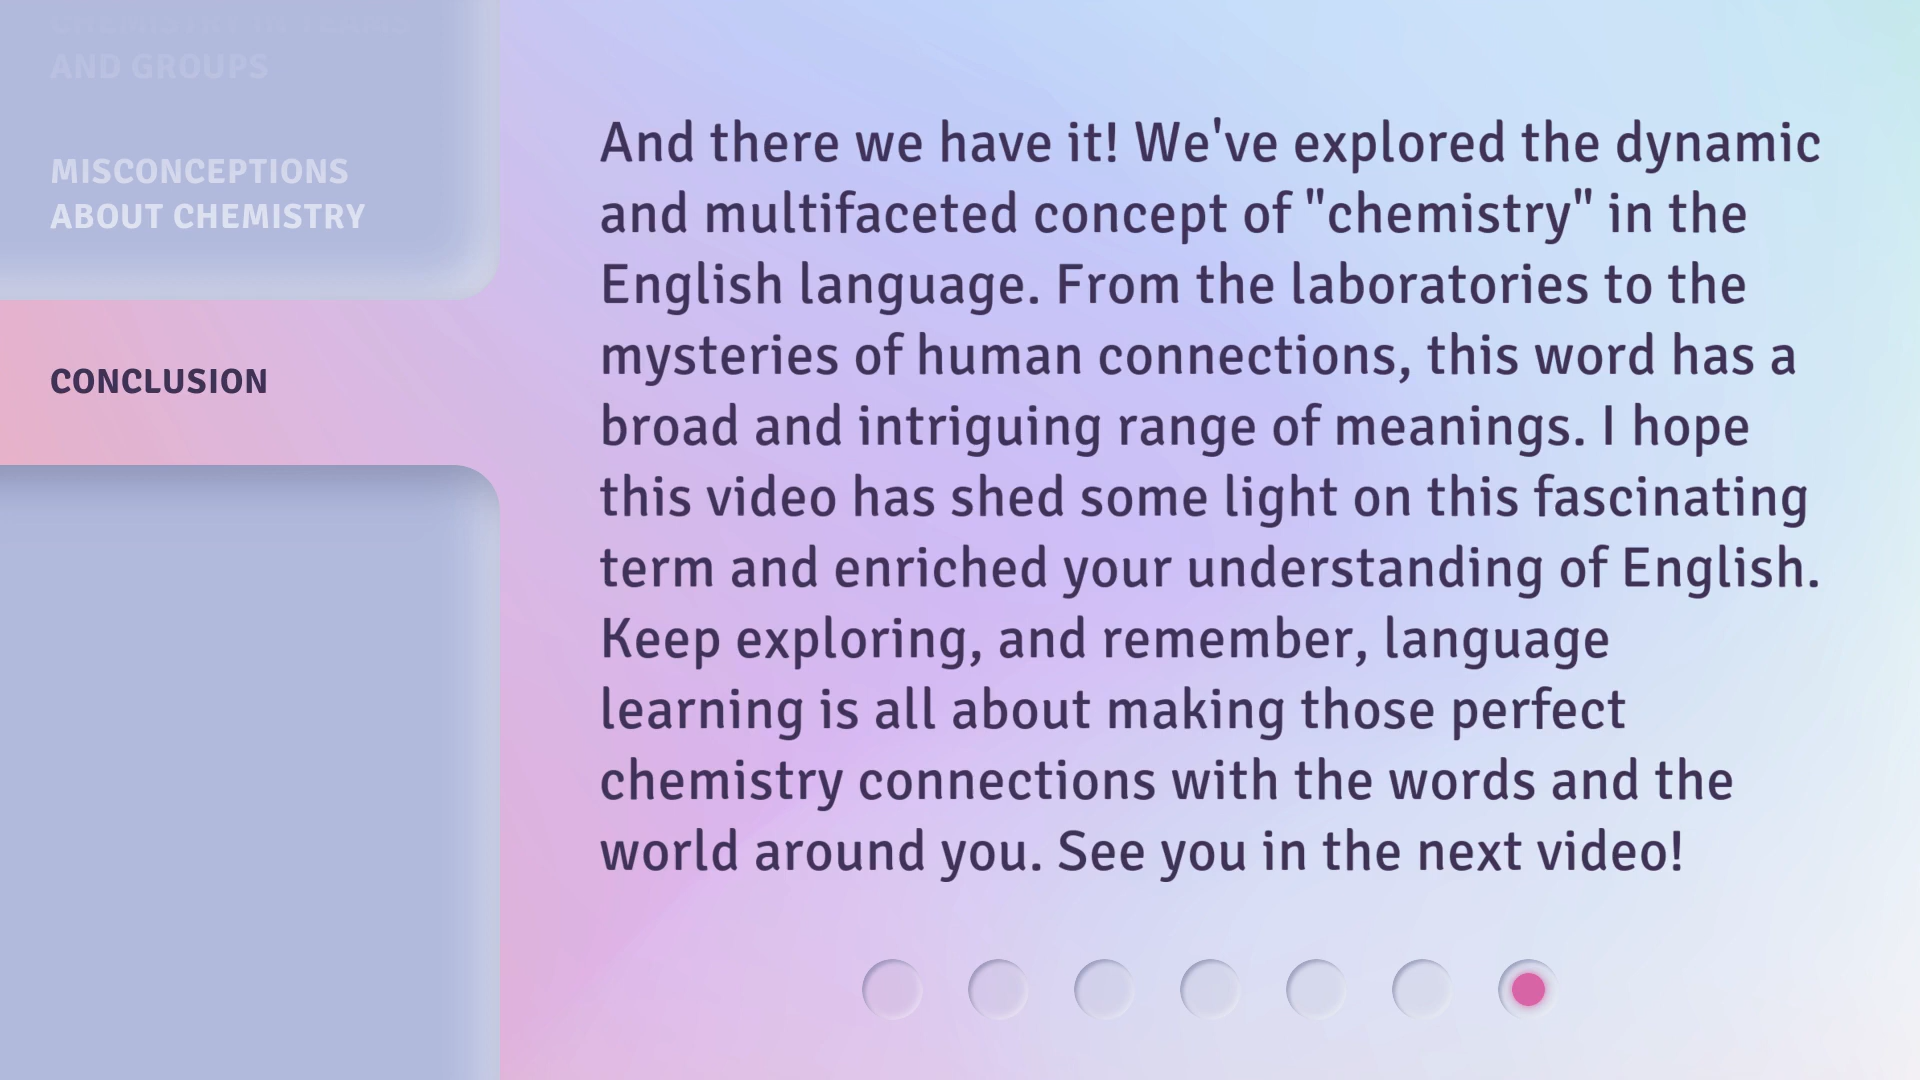 CHEMISTRY IN TEAMS
AND GROUPS
MISCONCEPTIONS
ABOUT CHEMISTRY
CONCLUSION
And there we have it! We've explored the dynamic
and multifaceted concept of "chemistry" in the
English language. From the laboratories to the
mysteries of human connections, this word has a
broad and intriguing range of meanings. I hope
this video has shed some light on this fascinating
term and enriched your understanding of English.
Keep exploring, and remember, language
learning is all about making those perfect
chemistry connections with the words and the
world around you. See you in the next video!